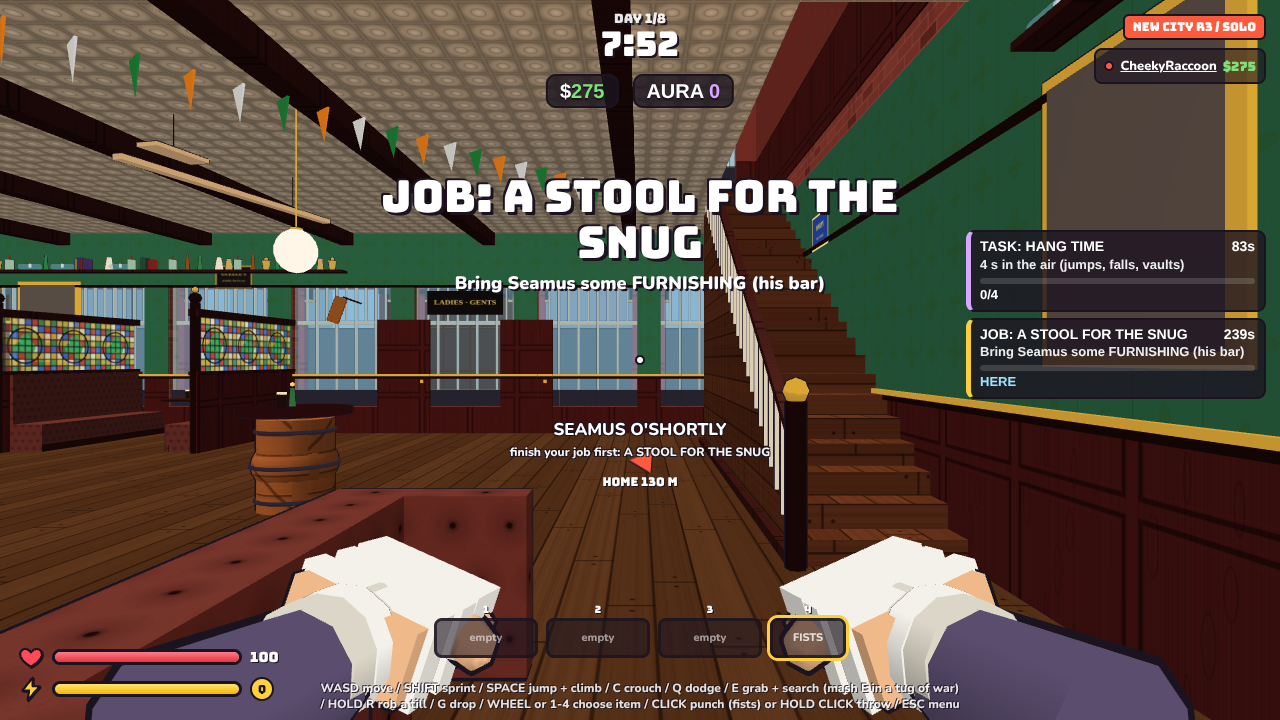 DAY 1/8
7:52
$275
AURA 0
NEW CITY R3 / SOLO
CheekyRaccoon $275
JOB: A STOOL FOR THE
SNUG
Bring Seamus some FURNISHING (his bar)
TASK: HANG TIME 83s
4 s in the air (jumps, falls, vaults)
0/4
JOB: A STOOL FOR THE SNUG 239s
Bring Seamus some FURNISHING (his bar)
HERE
LADIES - GENTS
SEAMUS O'SHORTLY
finish your job first: A STOOL FOR THE SNUG
HOME 130 M
1 2 3 4
empty empty empty FISTS
100
0
WASD move / SHIFT sprint / SPACE jump + climb / C crouch / Q dodge / E grab + search (mash E in a tug of war)
/ HOLD R rob a till / G drop / WHEEL or 1-4 choose item / CLICK punch (fists) or HOLD CLICK throw / ESC menu